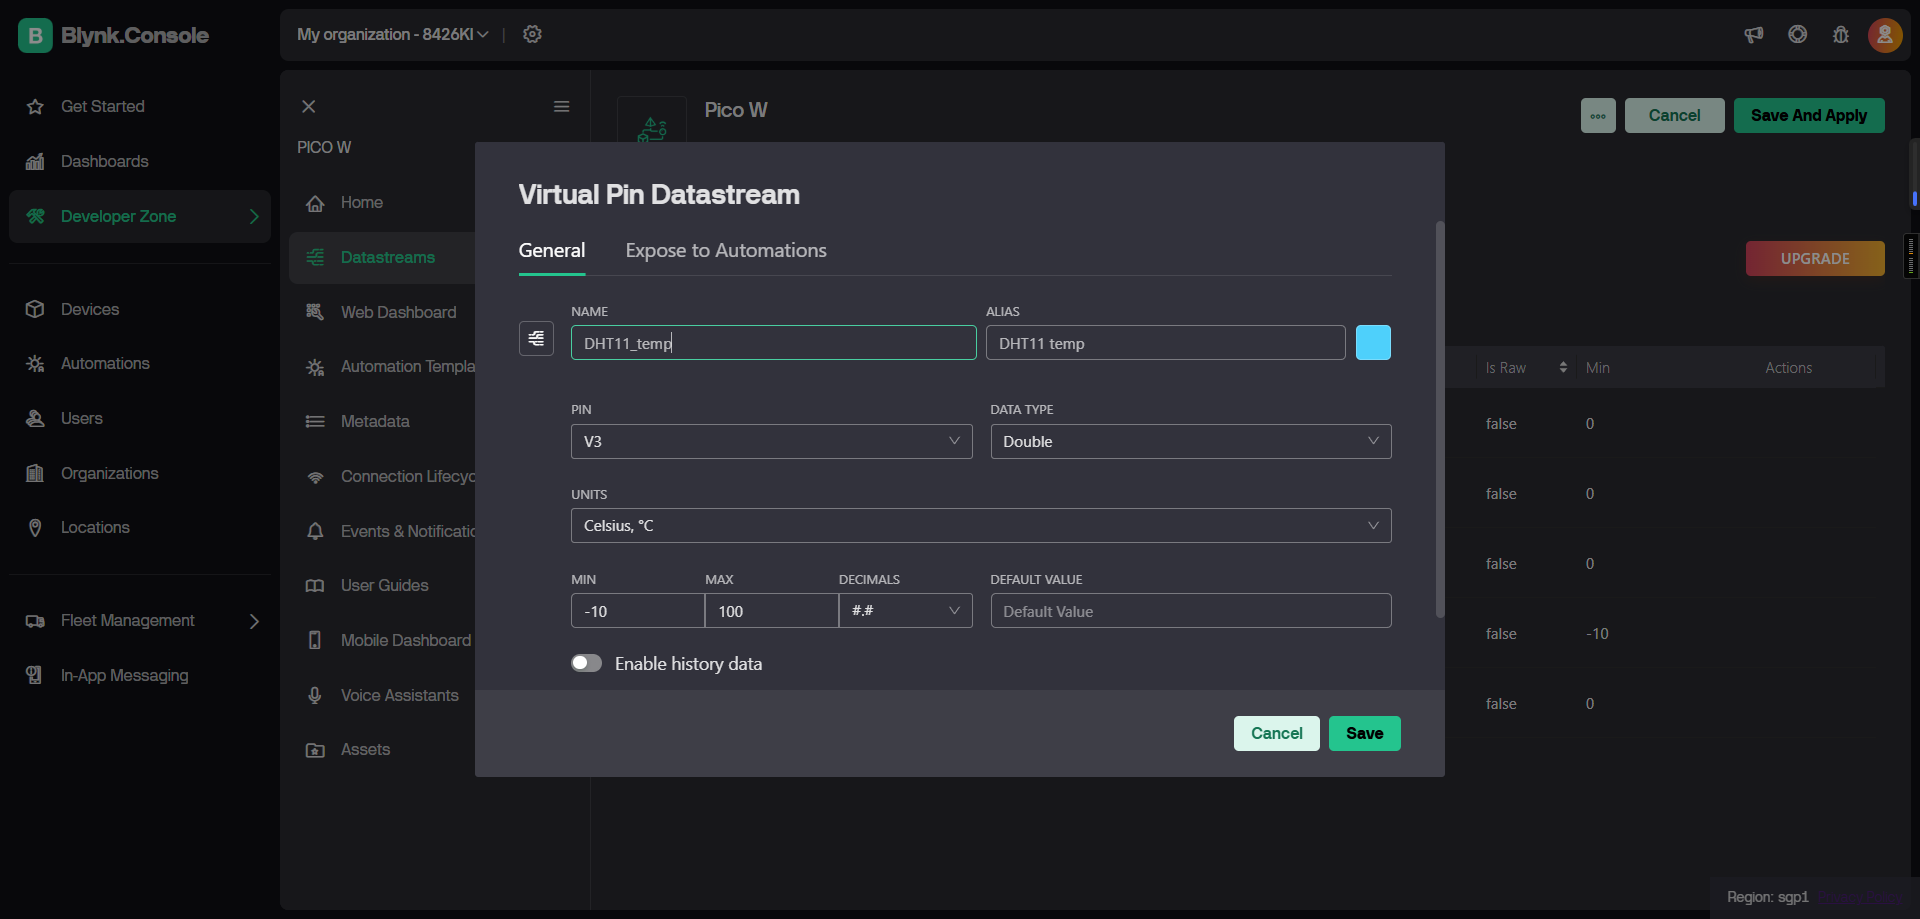 B Blynk.Console
My organization - 8426KI
Get Started
Dashboards
Developer Zone
Devices
Automations
Users
Organizations
Locations
Fleet Management
In-App Messaging
PICO W
Home
Datastreams
Web Dashboard
Automation Templa
Metadata
Connection Lifecyc
Events & Notificatio
User Guides
Mobile Dashboard
Voice Assistants
Assets
Pico W
Cancel
Save And Apply
UPGRADE
Virtual Pin Datastream
General
Expose to Automations
NAME
ALIAS
DHT11_temp
DHT11 temp
PIN
DATA TYPE
V3
Double
UNITS
Celsius, °C
MIN
MAX
DECIMALS
DEFAULT VALUE
-10
100
#.#
Default Value
Enable history data
Cancel
Save
Is Raw
Min
Actions
false
0
false
0
false
0
false
-10
false
0
Region: sgp1